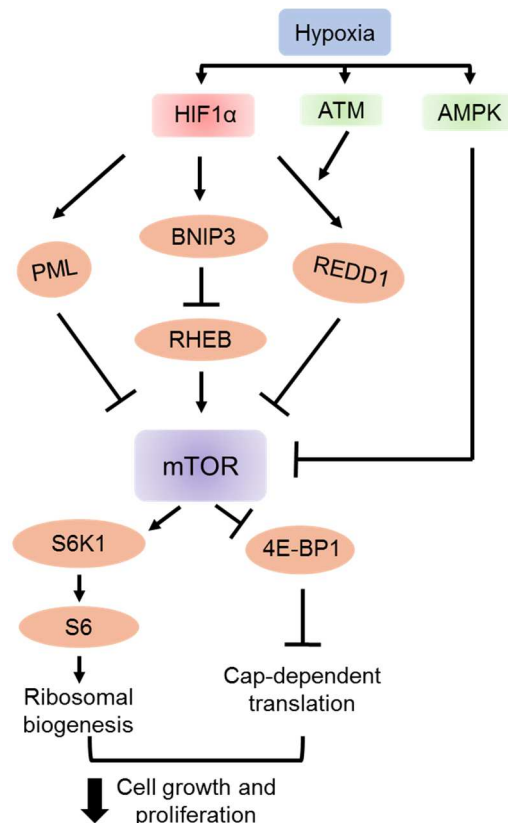 Hypoxia
HIF1α
ATM
AMPK
PML
BNIP3
REDD1
RHEB
mTOR
S6K1
4E-BP1
S6
Ribosomal
biogenesis
Cap-dependent
translation
Cell growth and
proliferation